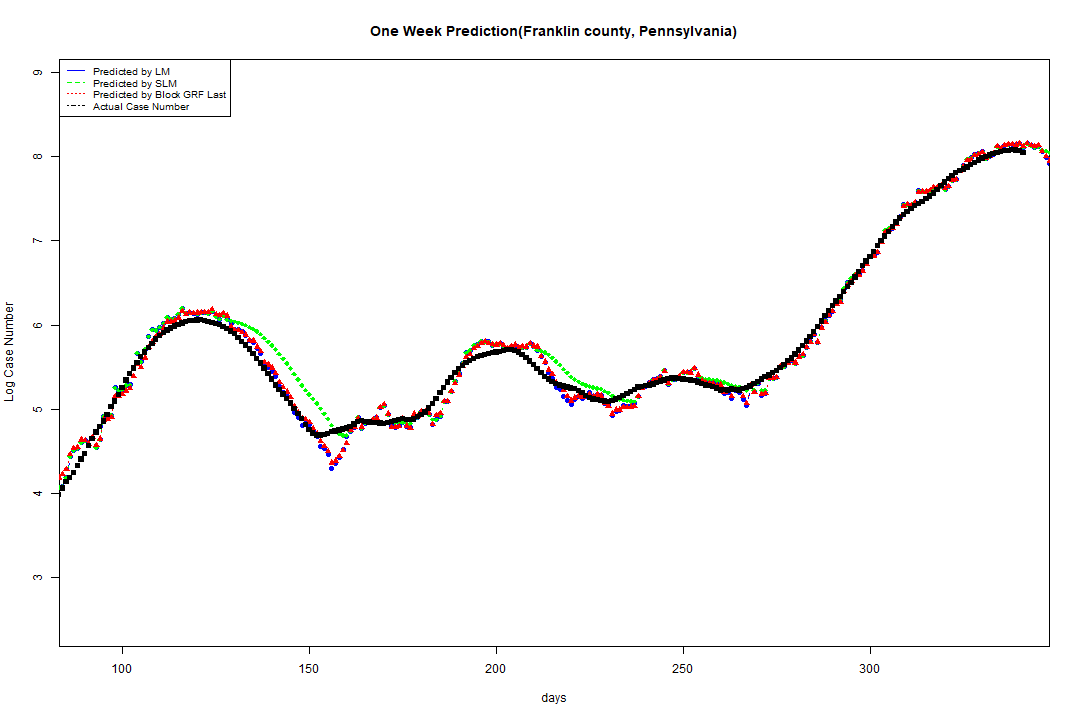 One Week Prediction(Franklin county, Pennsylvania)
Predicted by LM
Predicted by SLM
Predicted by Block GRF Last
Actual Case Number
9
8
7
6
5
4
3
Log Case Number
100 150 200 250 300
days